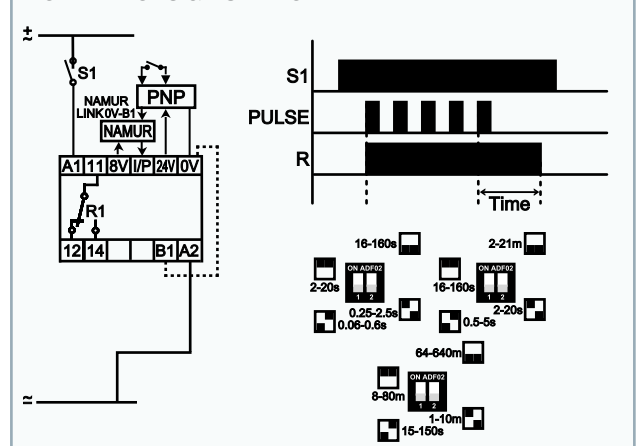 S1
NAMUR
LINK0V-B1
PNP
NAMUR
A1 11 8V I/P 24V 0V
R1
12 14 B1 A2
S1
PULSE
R
Time
16-160s
2-20s
ON ADF02
1 2
0.25-2.5s
0.06-0.6s
2-21m
16-160s
ON ADF02
1 2
2-20s
0.5-5s
64-640m
8-80m
ON ADF02
1 2
1-10m
15-150s